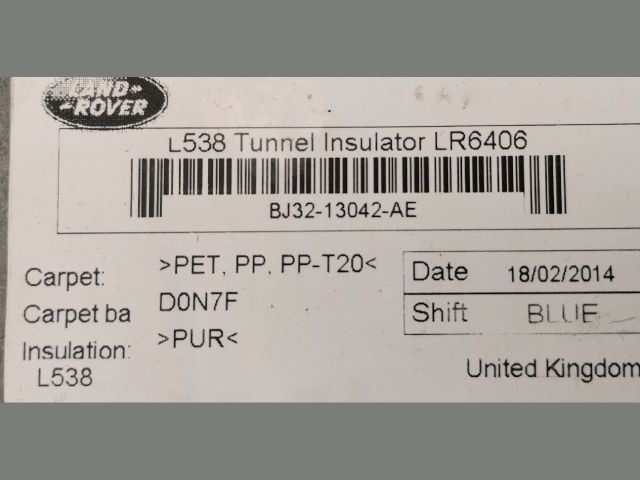 LAND-
-ROVER
L538 Tunnel Insulator LR6406
BJ32-13042-AE
Carpet: >PET, PP, PP-T20<
Carpet ba D0N7F
Insulation: >PUR<
L538
Date 18/02/2014
Shift BLUE
United Kingdom